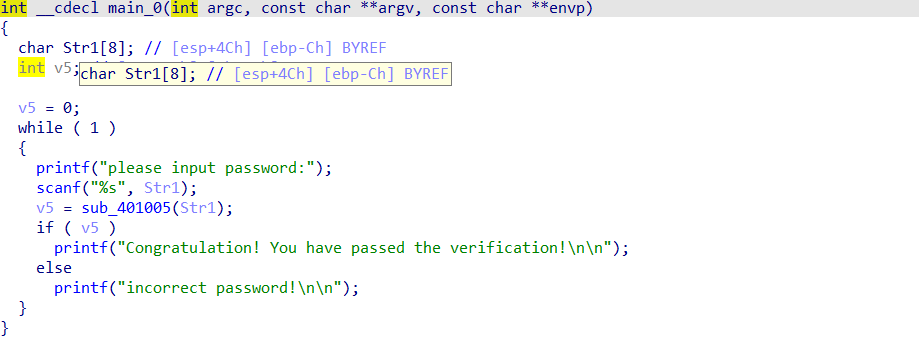 int __cdecl main_0(int argc, const char **argv, const char **envp)
{
  char Str1[8]; // [esp+4Ch] [ebp-Ch] BYREF
  int v5;
char Str1[8]; // [esp+4Ch] [ebp-Ch] BYREF
  v5 = 0;
  while ( 1 )
  {
    printf("please input password:");
    scanf("%s", Str1);
    v5 = sub_401005(Str1);
    if ( v5 )
      printf("Congratulation! You have passed the verification!\n\n");
    else
      printf("incorrect password!\n\n");
  }
}